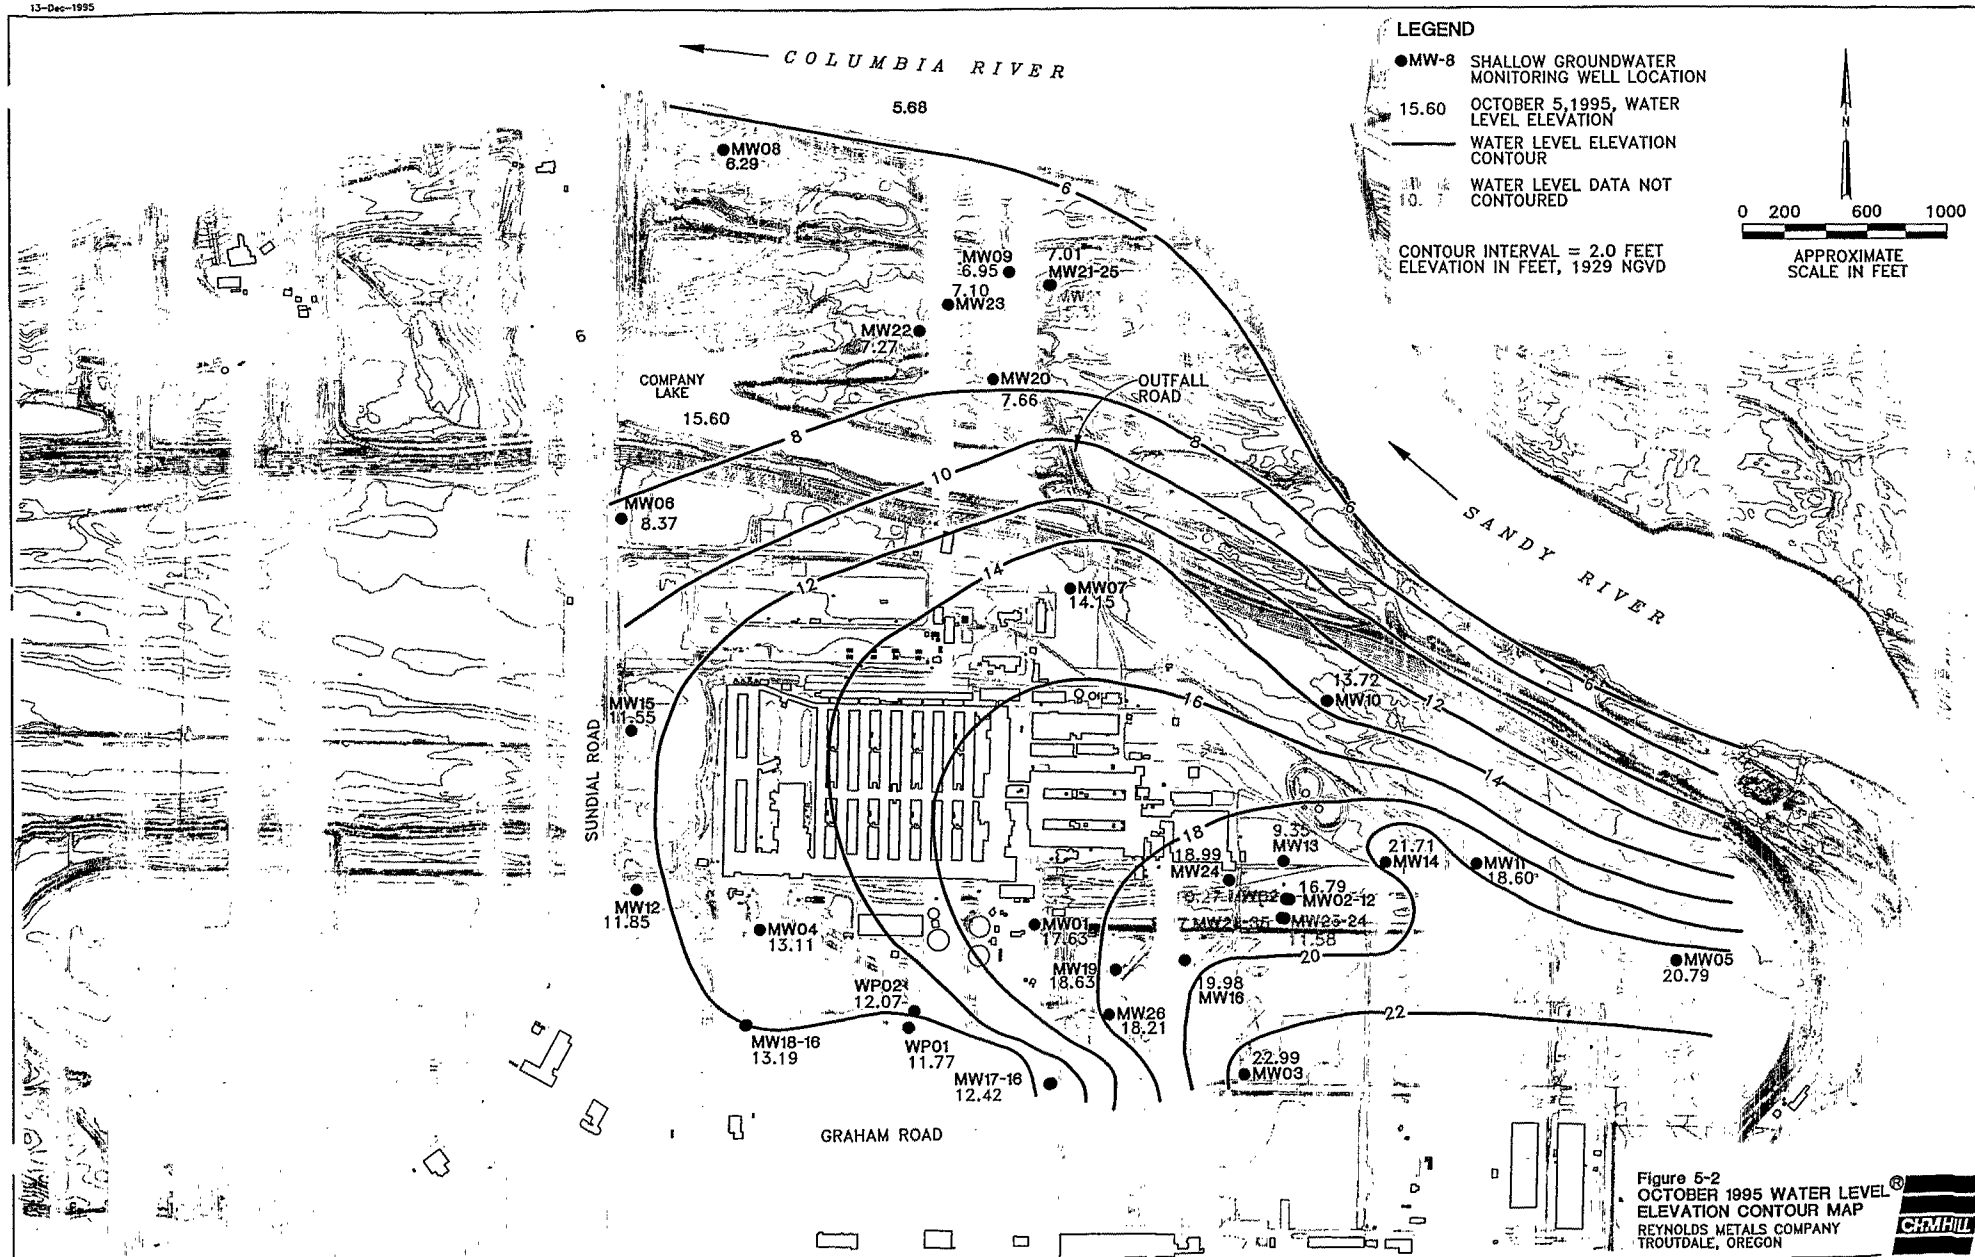 13-Dec-1995
COLUMBIA RIVER
5.68
LEGEND
MW-8 SHALLOW GROUNDWATER
MONITORING WELL LOCATION
15.60 OCTOBER 5,1995, WATER
LEVEL ELEVATION
WATER LEVEL ELEVATION
CONTOUR
WATER LEVEL DATA NOT
CONTOURED
CONTOUR INTERVAL = 2.0 FEET
ELEVATION IN FEET, 1929 NGVD
N
0 200 600 1000
APPROXIMATE
SCALE IN FEET
MW08
6.29
6
MW09
6.95
7.01
MW21-25
7.10
MW23
MW22
7.27
6
COMPANY
LAKE
15.60
MW20
7.66
OUTFALL
ROAD
8
8
10
MW06
8.37
6
SANDY RIVER
12
14
MW07
14.15
13.72
MW10
12
6
16
MW15
11.55
SUNDIAL ROAD
14
18
9.35
MW13
18.99
MW24
21.71
MW14
MW11
18.60
16.79
MW02-12
MW12
11.85
MW04
13.11
MW01
17.63
11.58
20
MW19
18.63
19.98
MW16
MW05
20.79
WP02
12.07
MW26
18.21
22
WP01
11.77
MW18-16
13.19
22.99
MW03
MW17-16
12.42
GRAHAM ROAD
Figure 5-2
OCTOBER 1995 WATER LEVEL
ELEVATION CONTOUR MAP
REYNOLDS METALS COMPANY
TROUTDALE, OREGON
®
CH2MHILL